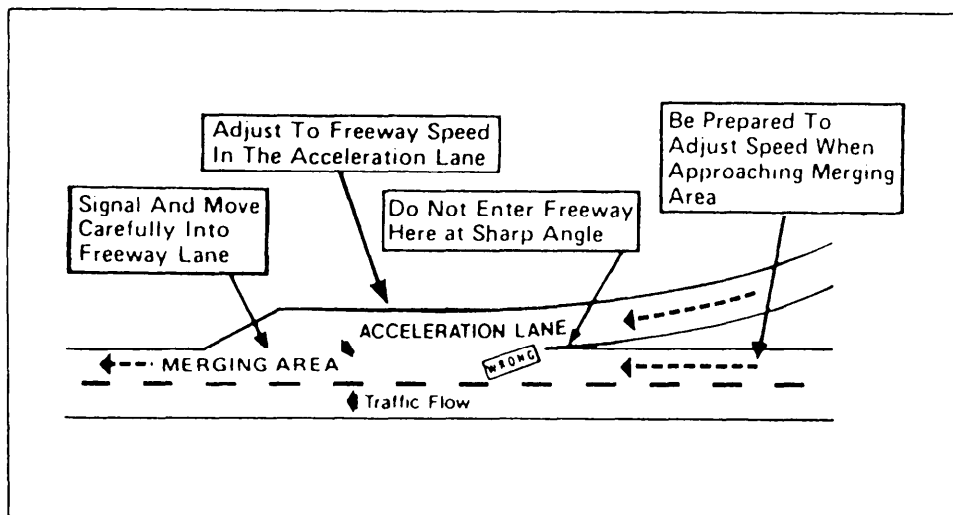 Adjust To Freeway Speed
In The Acceleration Lane
Be Prepared To
Adjust Speed When
Approaching Merging
Area
Signal And Move
Carefully Into
Freeway Lane
Do Not Enter Freeway
Here at Sharp Angle
ACCELERATION LANE
WRONG
MERGING AREA
Traffic Flow